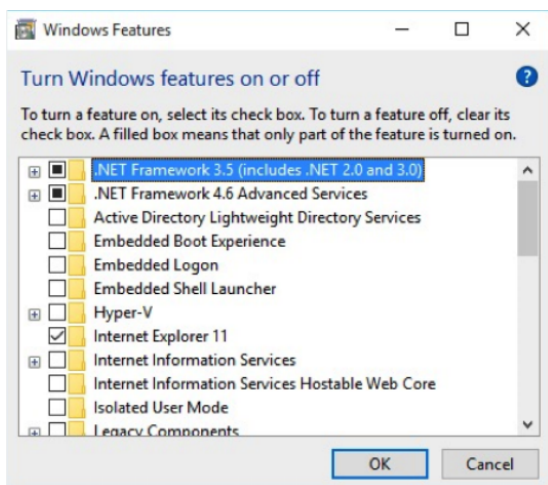 Windows Features
Turn Windows features on or off
To turn a feature on, select its check box. To turn a feature off, clear its
check box. A filled box means that only part of the feature is turned on.
.NET Framework 3.5 (includes .NET 2.0 and 3.0)
.NET Framework 4.6 Advanced Services
Active Directory Lightweight Directory Services
Embedded Boot Experience
Embedded Logon
Embedded Shell Launcher
Hyper-V
Internet Explorer 11
Internet Information Services
Internet Information Services Hostable Web Core
Isolated User Mode
Legacy Components
OK Cancel